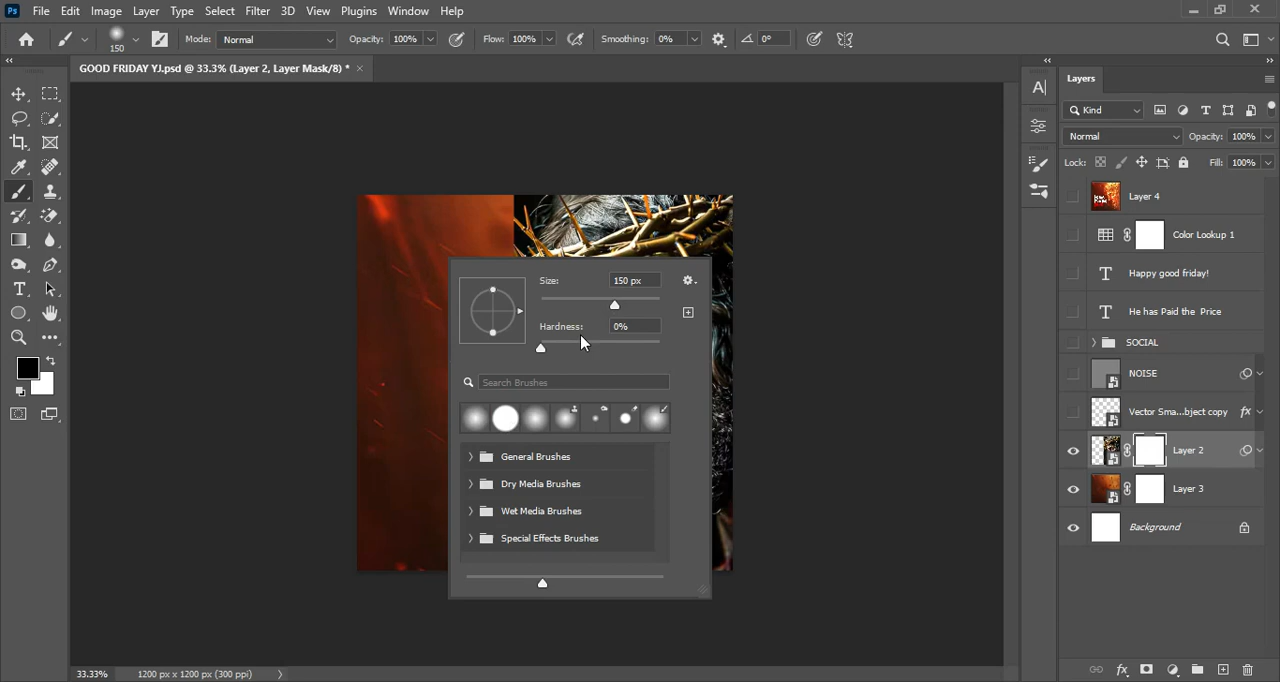 Ps File Edit Image Layer Type Select Filter 3D View Plugins Window Help
150 Mode: Normal Opacity: 100% Flow: 100% Smoothing: 0% 0°
GOOD FRIDAY YJ.psd @ 33.3% (Layer 2, Layer Mask/8) *
Layers
Kind
Normal Opacity: 100%
Lock: Fill: 100%
Layer 4
Color Lookup 1
Happy good friday!
He has Paid the Price
SOCIAL
NOISE
Vector Sma...bject copy fx
Layer 2
Layer 3
Background
Size: 150 px
Hardness: 0%
Search Brushes
General Brushes
Dry Media Brushes
Wet Media Brushes
Special Effects Brushes
33.33% 1200 px x 1200 px (300 ppi)